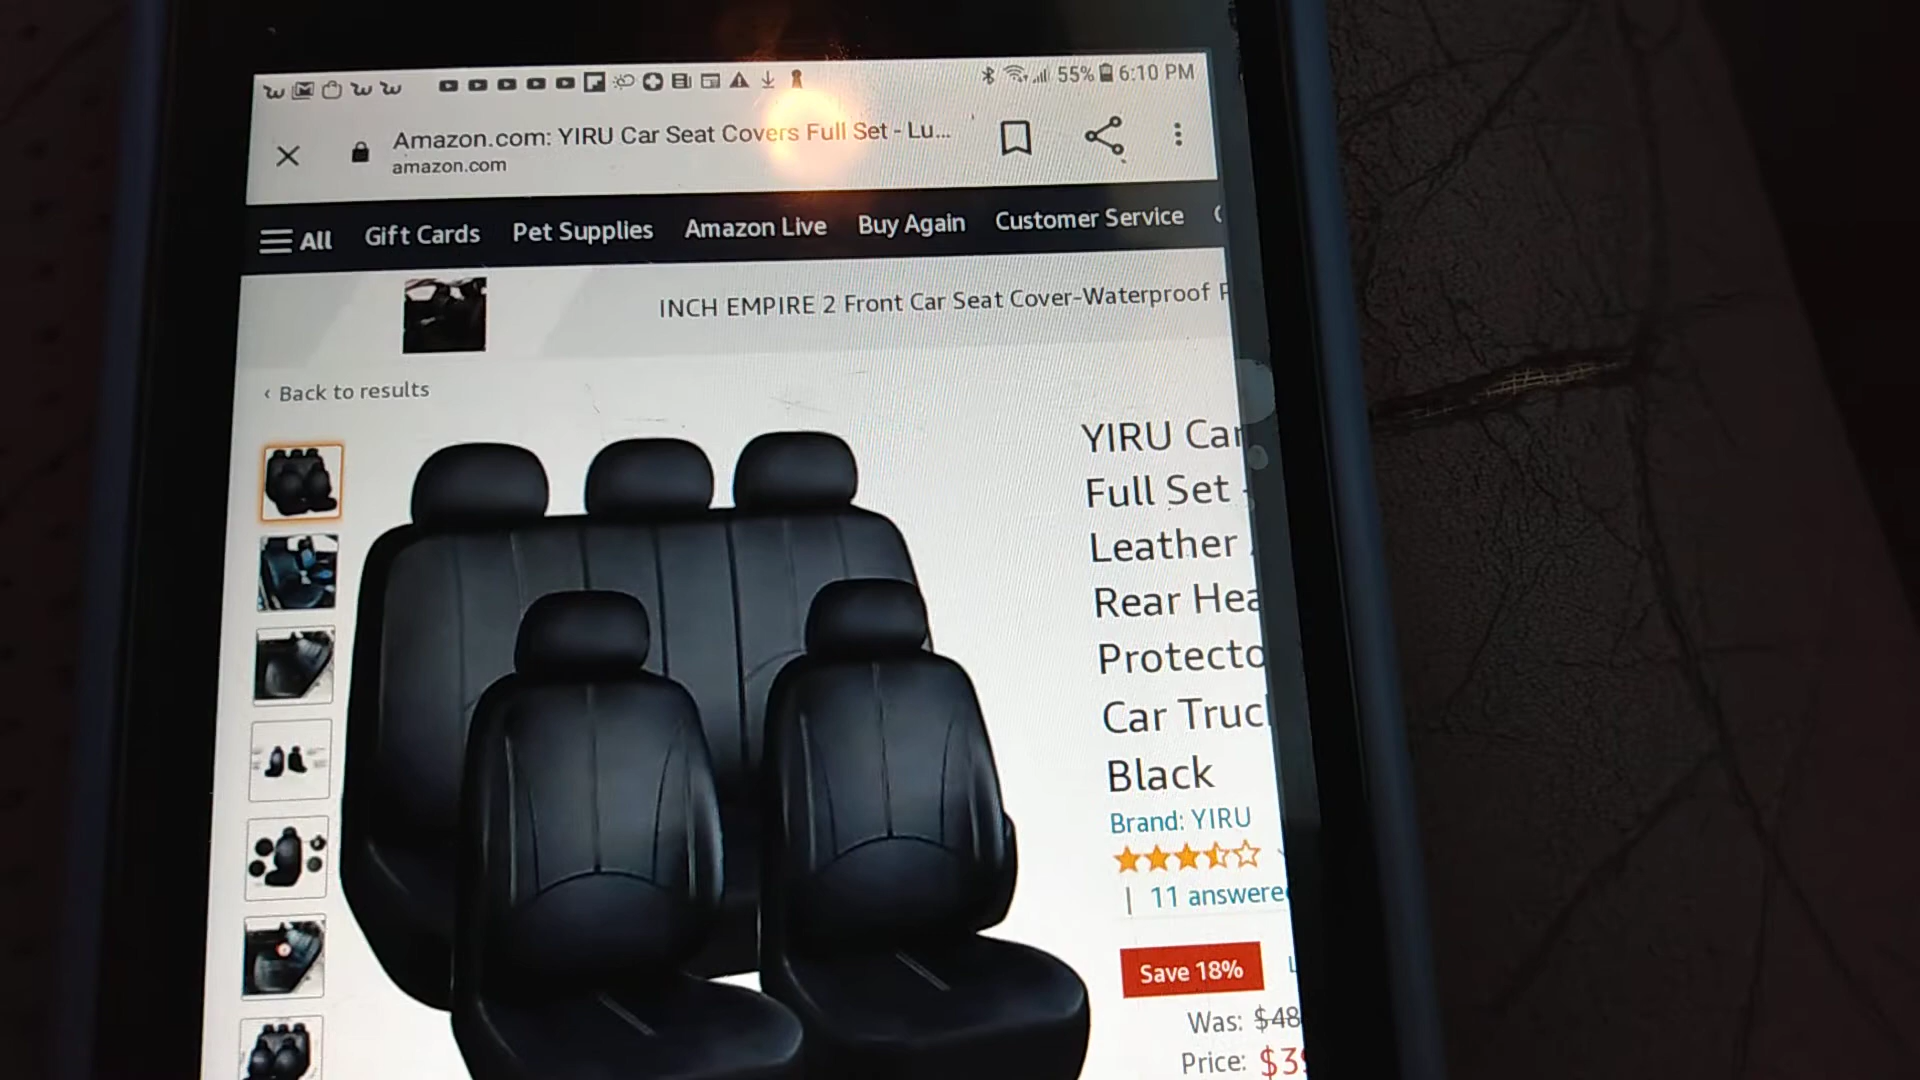 55% 6:10 PM
Amazon.com: YIRU Car Seat Covers Full Set - Lu...
amazon.com
All Gift Cards Pet Supplies Amazon Live Buy Again Customer Service
INCH EMPIRE 2 Front Car Seat Cover-Waterproof
‹ Back to results
YIRU Car
Full Set -
Leather
Rear Hea
Protecto
Car Truc
Black
Brand: YIRU
| 11 answere
Save 18%
Was: $48
Price: $3